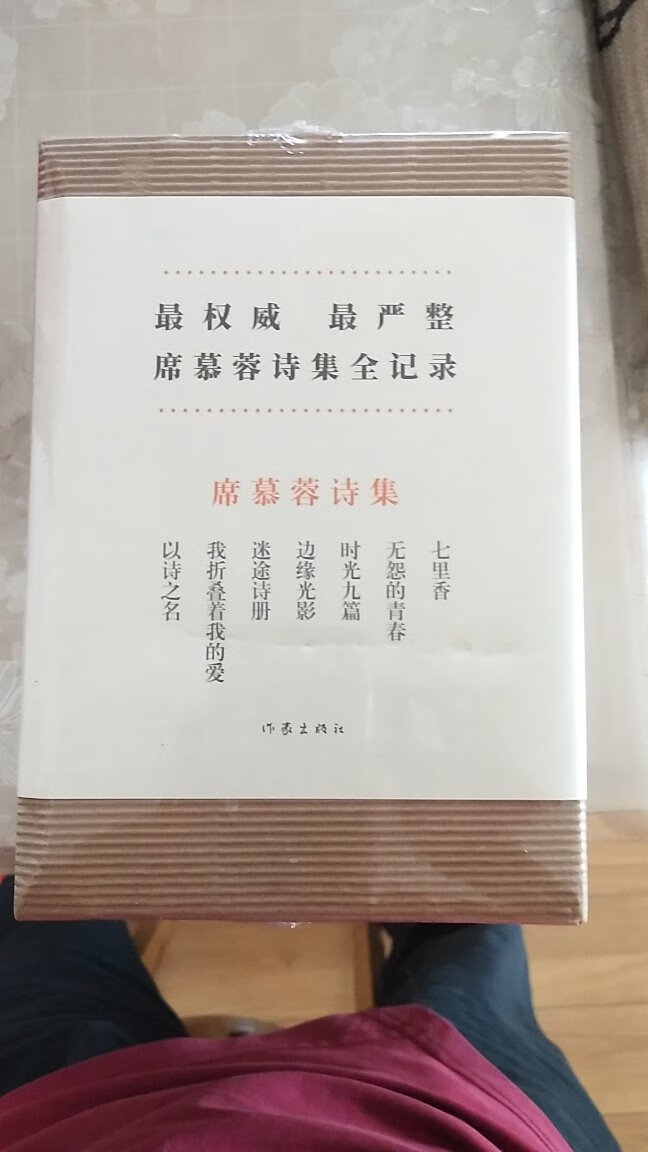 最权威 最严整
席慕蓉诗集全记录
席慕蓉诗集
七里香
无怨的青春
时光九篇
边缘光影
迷途诗册
我折叠着我的爱
以诗之名
作家出版社